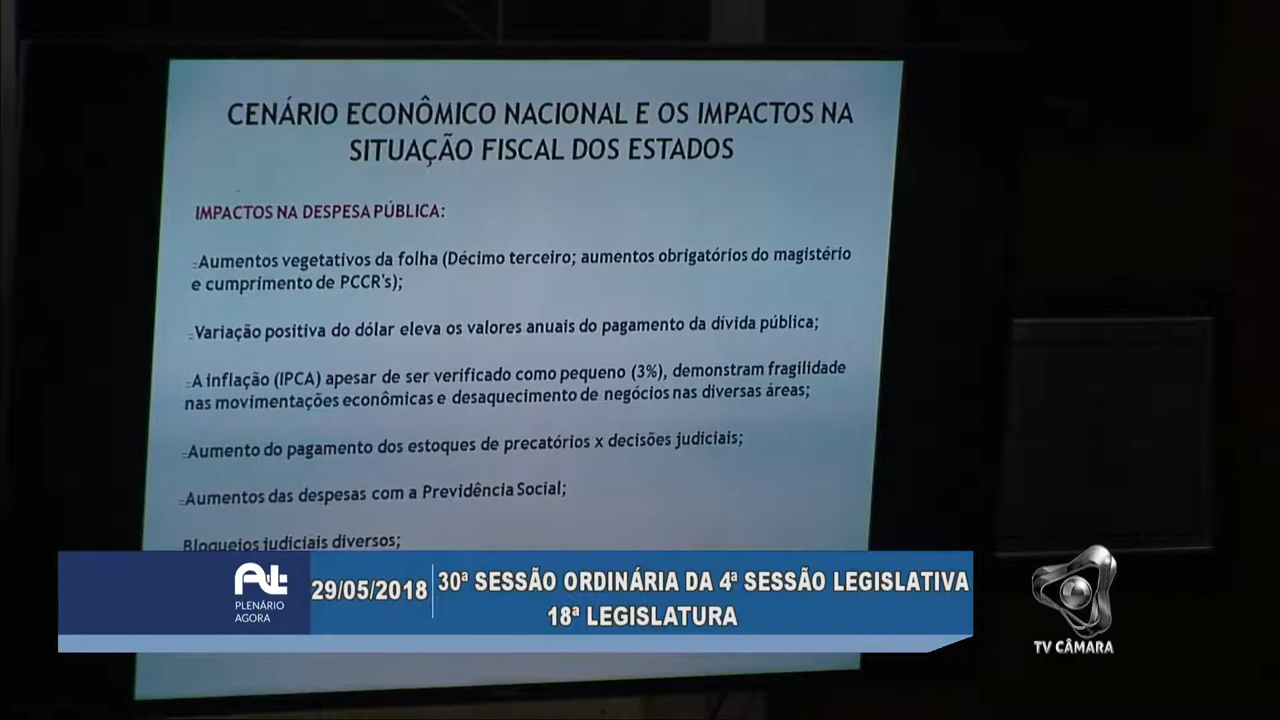 CENÁRIO ECONÔMICO NACIONAL E OS IMPACTOS NA
SITUAÇÃO FISCAL DOS ESTADOS
IMPACTOS NA DESPESA PÚBLICA:
Aumentos vegetativos da folha (Décimo terceiro; aumentos obrigatórios do magistério
e cumprimento de PCCR's);
Variação positiva do dólar eleva os valores anuais do pagamento da dívida pública;
A inflação (IPCA) apesar de ser verificado como pequeno (3%), demonstram fragilidade
nas movimentações econômicas e desaquecimento de negócios nas diversas áreas;
Aumento do pagamento dos estoques de precatórios x decisões judiciais;
Aumentos das despesas com a Previdência Social;
Bloqueios judiciais diversos;
PLENÁRIO
AGORA
29/05/2018
30ª SESSÃO ORDINÁRIA DA 4ª SESSÃO LEGISLATIVA
18ª LEGISLATURA
TV CÂMARA